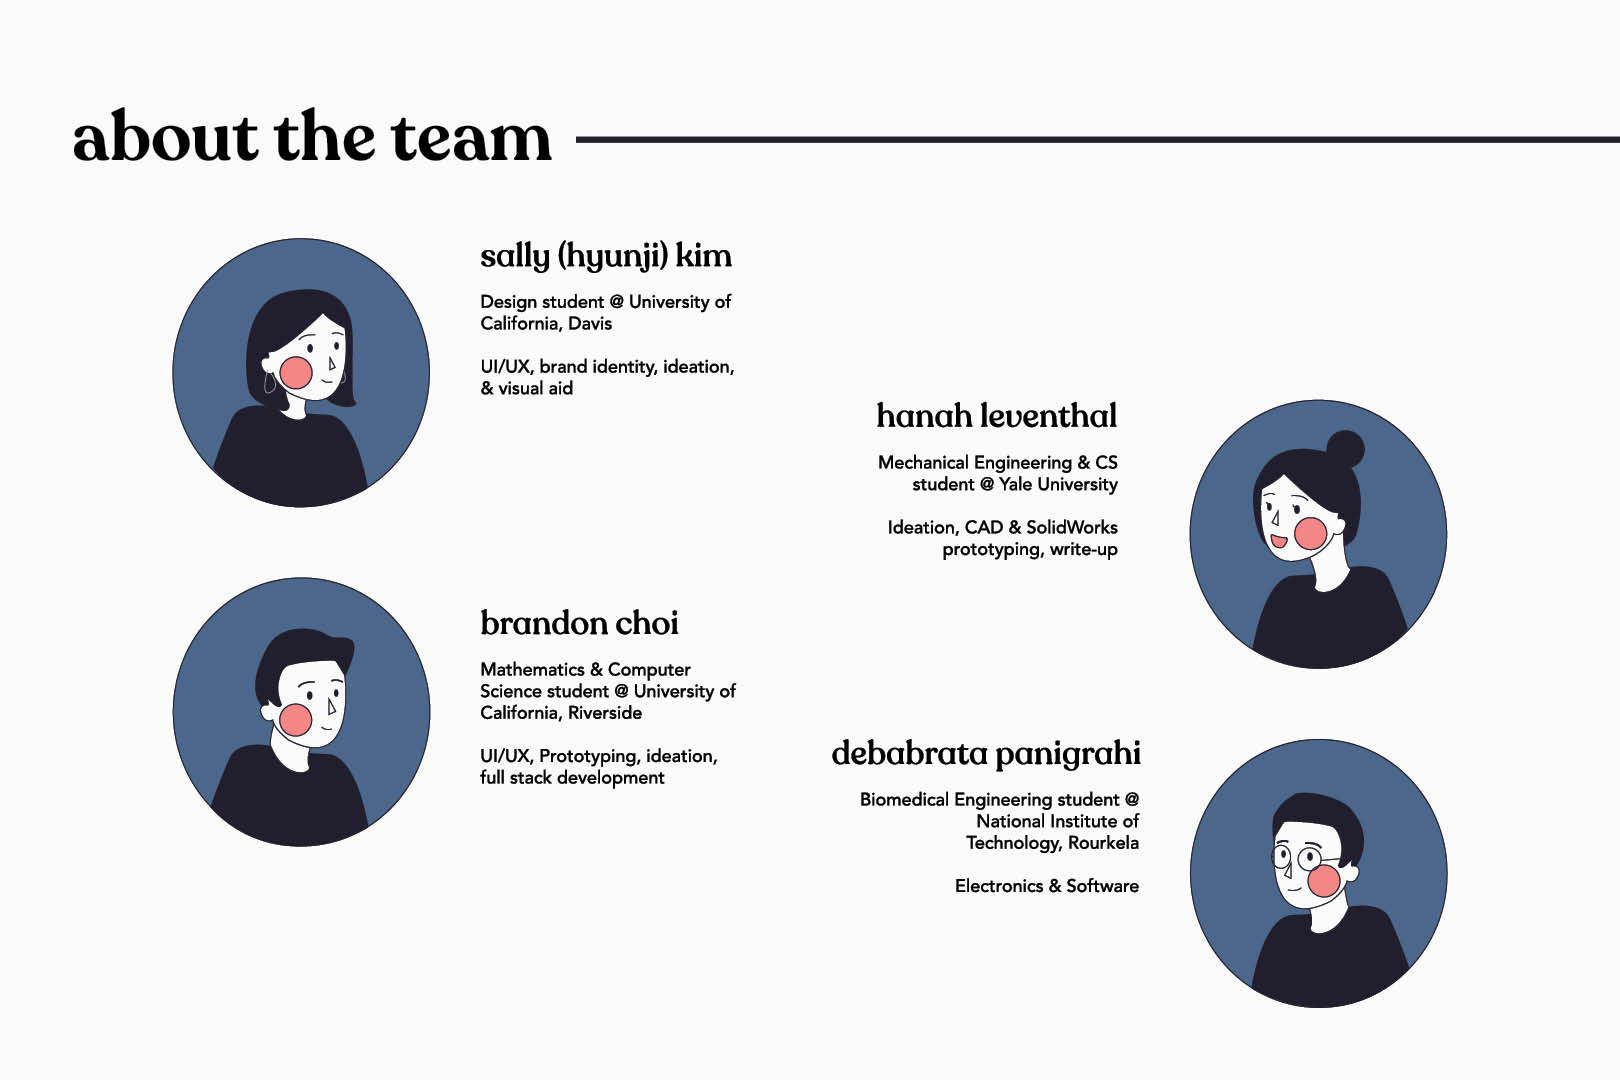 about the team
sally (hyunji) kim
Design student @ University of
California, Davis
UI/UX, brand identity, ideation,
& visual aid
hanah leventhal
Mechanical Engineering & CS
student @ Yale University
Ideation, CAD & SolidWorks
prototyping, write-up
brandon choi
Mathematics & Computer
Science student @ University of
California, Riverside
UI/UX, Prototyping, ideation,
full stack development
debabrata panigrahi
Biomedical Engineering student @
National Institute of
Technology, Rourkela
Electronics & Software